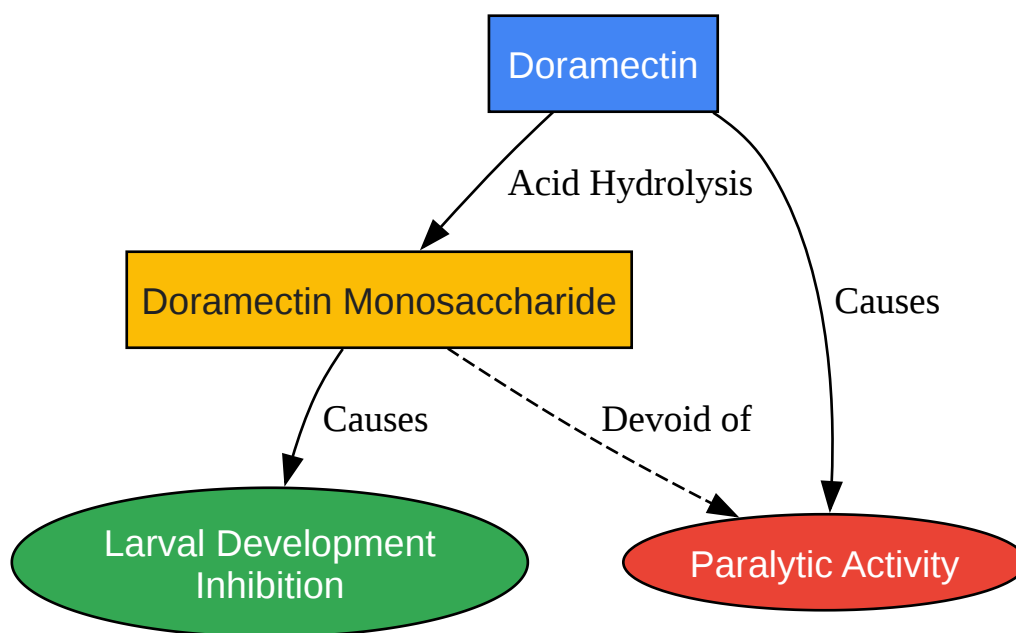 Doramectin
Acid Hydrolysis
Doramectin Monosaccharide
Causes
Causes
Devoid of
Larval Development
Inhibition
Paralytic Activity